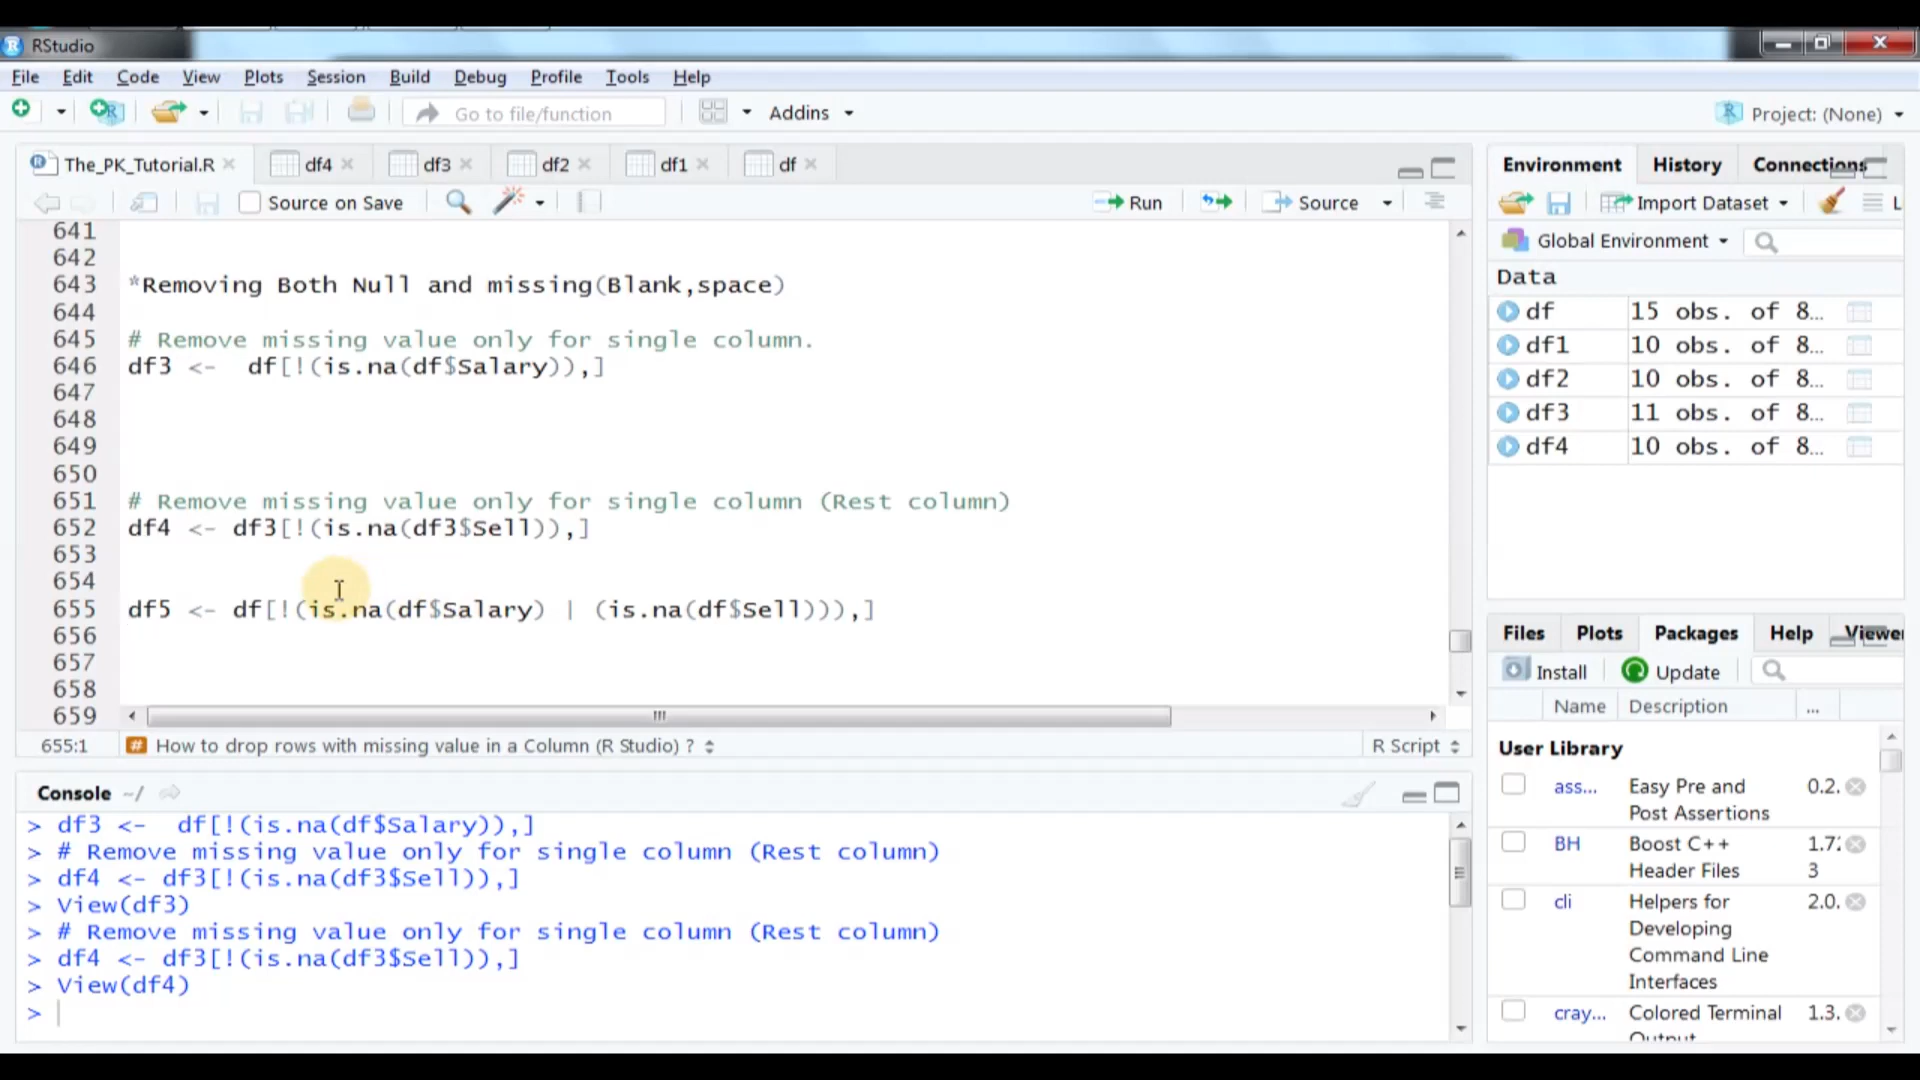 RStudio
File Edit Code View Plots Session Build Debug Profile Tools Help
Go to file/function Addins Project: (None)
The_PK_Tutorial.R df4 df3 df2 df1 df
Source on Save Run Source
641
642
643 *Removing Both Null and missing(Blank,space)
644
645 # Remove missing value only for single column.
646 df3 <-  df[!(is.na(df$Salary)),]
647
648
649
650
651 # Remove missing value only for single column (Rest column)
652 df4 <- df3[!(is.na(df3$Sell)),]
653
654
655 df5 <- df[!(is.na(df$Salary) | (is.na(df$Sell))),]
656
657
658
659
655:1 # How to drop rows with missing value in a Column (R Studio) ? R Script
Console ~/
> df3 <-  df[!(is.na(df$Salary)),]
> # Remove missing value only for single column (Rest column)
> df4 <- df3[!(is.na(df3$Sell)),]
> View(df3)
> # Remove missing value only for single column (Rest column)
> df4 <- df3[!(is.na(df3$Sell)),]
> View(df4)
>
Environment History Connections
Import Dataset L
Global Environment
Data
df 15 obs. of 8...
df1 10 obs. of 8...
df2 10 obs. of 8...
df3 11 obs. of 8...
df4 10 obs. of 8...
Files Plots Packages Help Viewer
Install Update
Name Description ...
User Library
ass... Easy Pre and 0.2.
Post Assertions
BH Boost C++ 1.7:
Header Files 3
cli Helpers for 2.0.
Developing
Command Line
Interfaces
cray... Colored Terminal 1.3.
Output